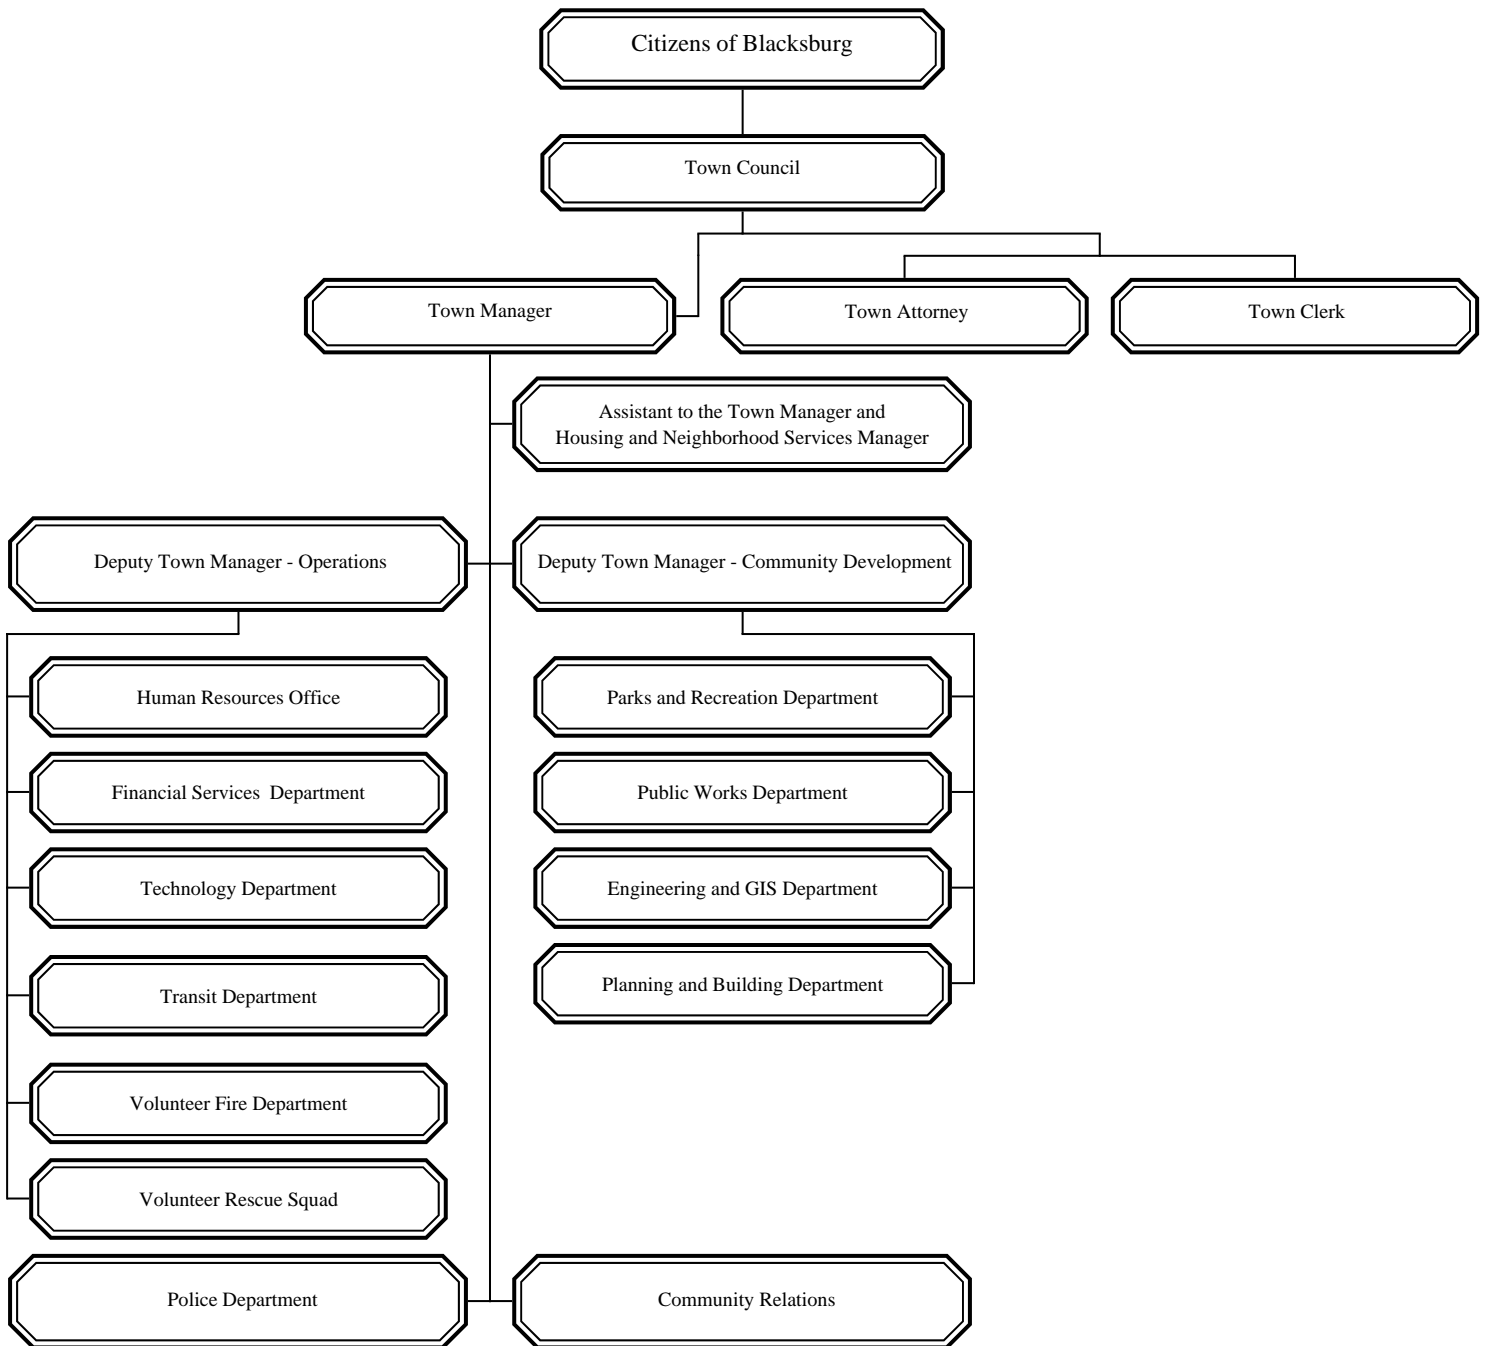 Citizens of Blacksburg
Town Council
Town Manager
Town Attorney
Town Clerk
Assistant to the Town Manager and
Housing and Neighborhood Services Manager
Deputy Town Manager - Operations
Deputy Town Manager - Community Development
Human Resources Office
Parks and Recreation Department
Financial Services  Department
Public Works Department
Technology Department
Engineering and GIS Department
Transit Department
Planning and Building Department
Volunteer Fire Department
Volunteer Rescue Squad
Police Department
Community Relations